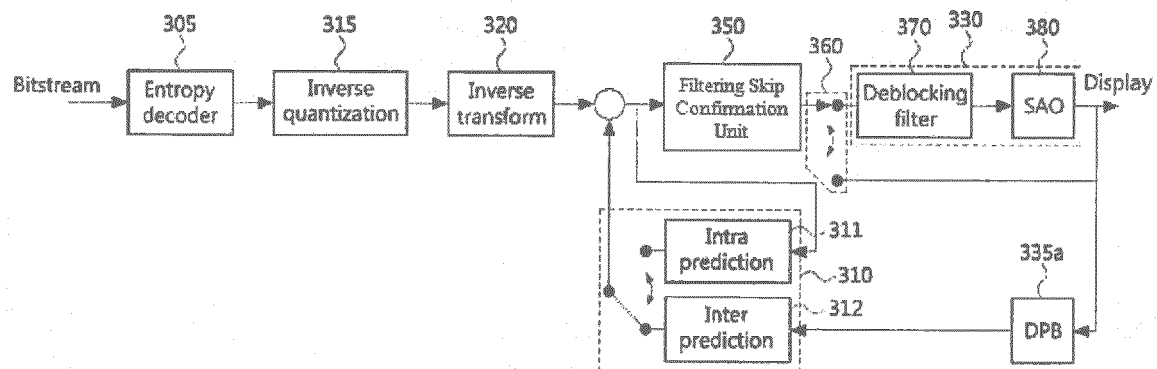 305
315
320
350
360
370
330
380
Bitstream
Entropy
decoder
Inverse
quantization
Inverse
transform
Filtering Skip
Confirmation
Unit
Deblocking
filter
SAO
Display
Intra
prediction
311
310
Inter
prediction
312
335a
DPB